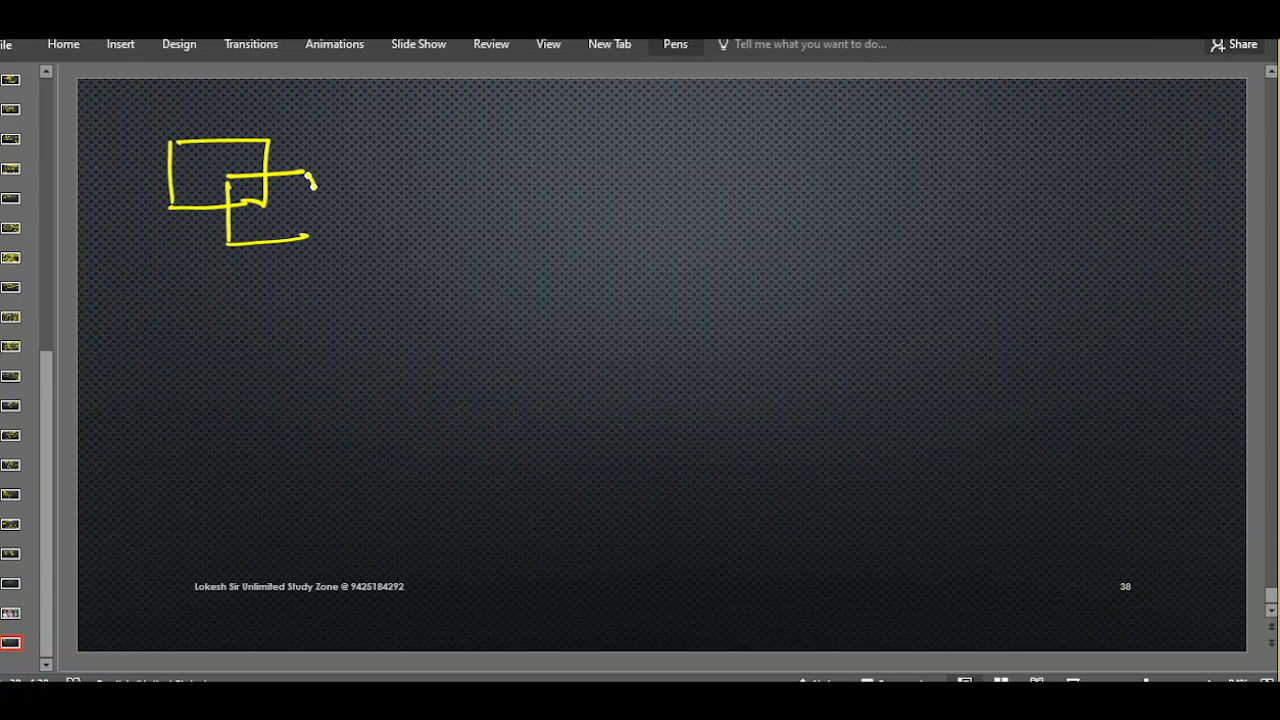 ile Home Insert Design Transitions Animations Slide Show Review View New Tab Pens Tell me what you want to do... Share
Lokesh Sir Unlimited Study Zone @ 9425184292 38